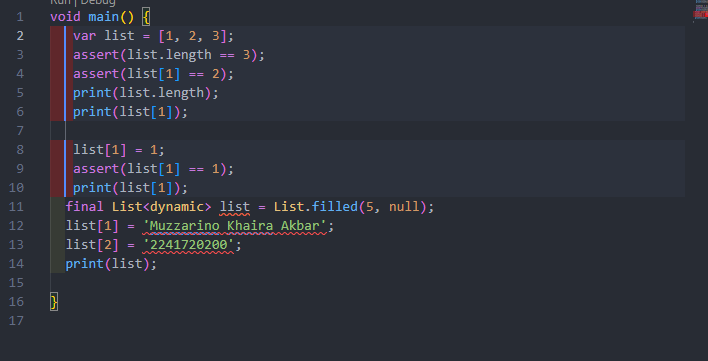 Run | Debug
1 void main() {
2 var list = [1, 2, 3];
3 assert(list.length == 3);
4 assert(list[1] == 2);
5 print(list.length);
6 print(list[1]);
7
8 list[1] = 1;
9 assert(list[1] == 1);
10 print(list[1]);
11 final List<dynamic> list = List.filled(5, null);
12 list[1] = 'Muzzarino Khaira Akbar';
13 list[2] = '2241720200';
14 print(list);
15
16 }
17